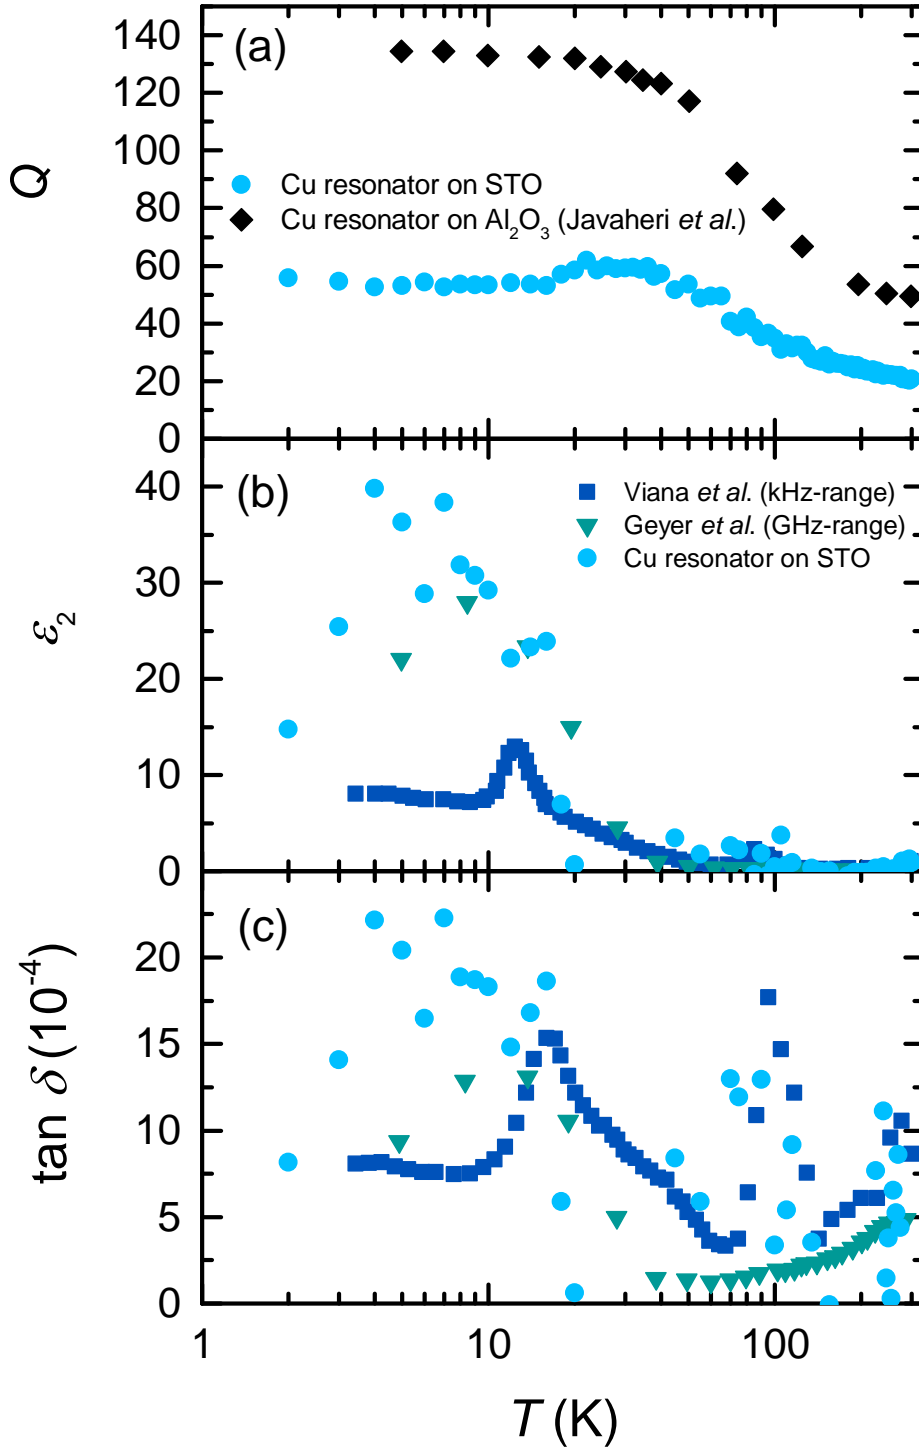 140
(a)
120
100
Q
Cu resonator on STO
80
Cu resonator on Al₂O₃ (Javaheri et al.)
60
40
20
0
40
(b)
Viana et al. (kHz-range)
Geyer et al. (GHz-range)
Cu resonator on STO
30
ε₂
20
10
0
(c)
20
15
tan δ (10⁻⁴)
10
5
0
1
10
100
T (K)